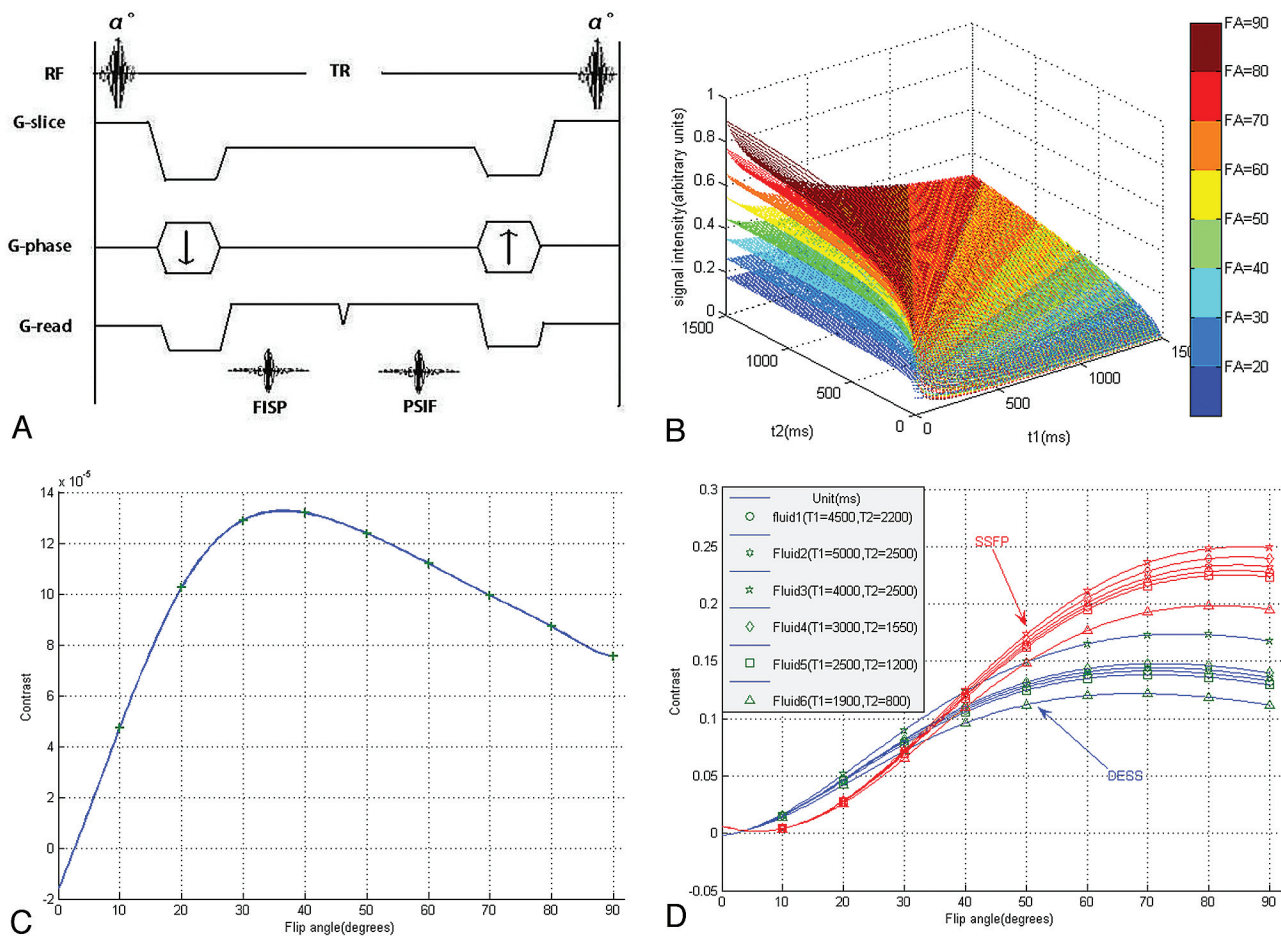 α° α°
RF TR
G-slice
G-phase
G-read
FISP PSIF
A
signal intensity(arbitrary units)
1
0.8
0.6
0.4
0.2
0
1500
1000
500
0
t2(ms)
0
500
1000
150
t1(ms)
FA=90
FA=80
FA=70
FA=60
FA=50
FA=40
FA=30
FA=20
B
x 10-5
14
12
10
8
6
4
2
0
-2
Contrast
0 10 20 30 40 50 60 70 80 90
Flip angle(degrees)
C
0.3
0.25
0.2
0.15
0.1
0.05
0
-0.05
Contrast
Unit(ms)
fluid1(T1=4500,T2=2200)
Fluid2(T1=5000,T2=2500)
Fluid3(T1=4000,T2=2500)
Fluid4(T1=3000,T2=1550)
Fluid5(T1=2500,T2=1200)
Fluid6(T1=1900,T2=800)
SSFP
DESS
0 10 20 30 40 50 60 70 80 90
Flip angle(degrees)
D